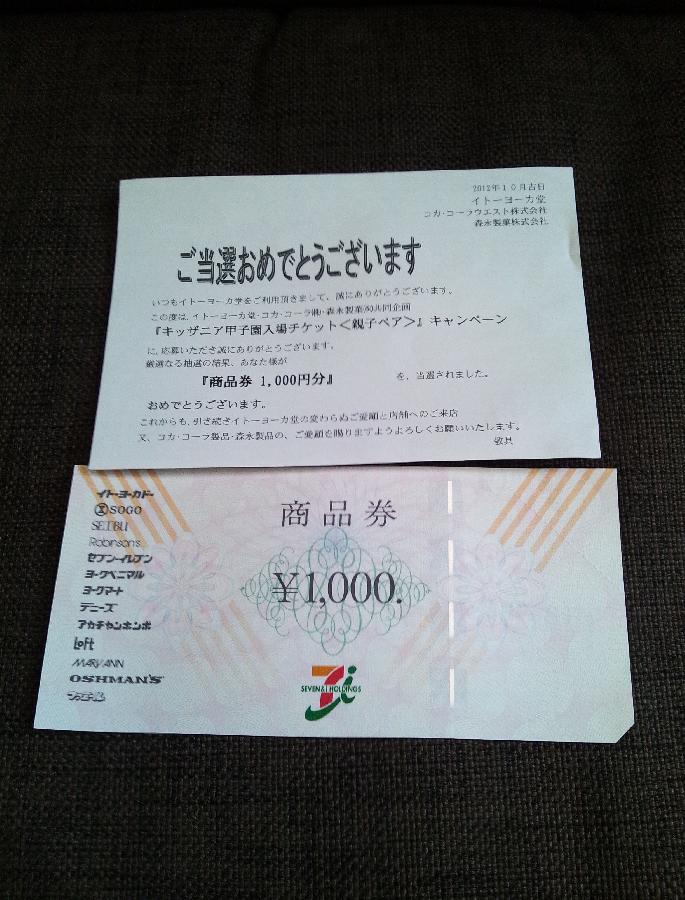 2012年10月吉日
イトーヨーカ堂
コカ・コーラウエスト株式会社
森永製菓株式会社
ご当選おめでとうございます
いつもイトーヨーカ堂をご利用頂きまして、誠にありがとうございます。
この度は、イトーヨーカ堂・コカ・コーラ㈱・森永製菓㈱共同企画
『キッザニア甲子園入場チケット＜親子ペア＞』キャンペーン
に、応募いただき誠にありがとうございます。
厳選なる抽選の結果、あなた様が
『商品券 1,000円分』 を、当選されました。
おめでとうございます。
これからも、引き続きイトーヨーカ堂の変わらぬご愛顧と店舗へのご来店
又、コカ・コーラ製品・森永製品の、ご愛顧を賜りますようよろしくお願いいたします。
敬具
イトーヨーカドー
SOGO
SEIBU
Robinson's
セブン-イレブン
ヨークベニマル
ヨークマート
デニーズ
アカチャンホンポ
Loft
MARY ANN
OSHMAN'S
ファミール
商品券
¥1,000.
SEVEN & i HOLDINGS